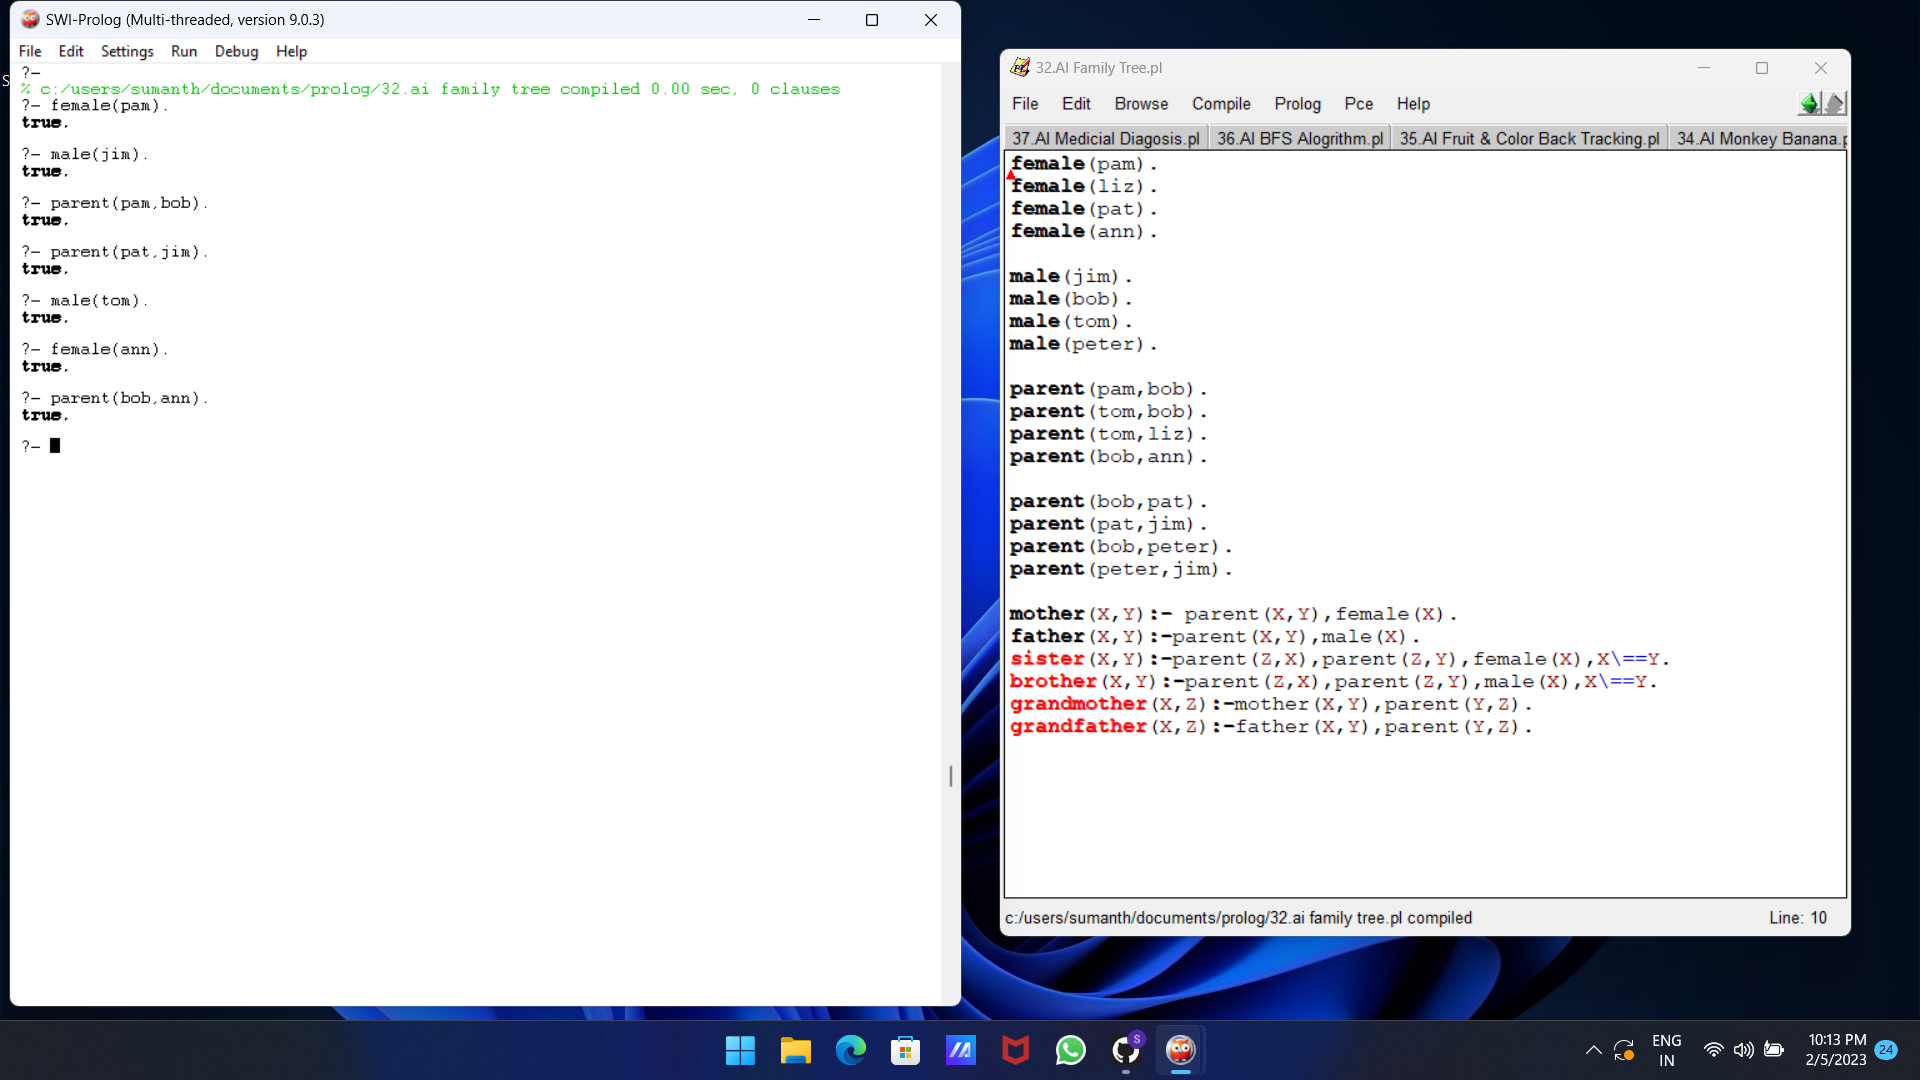 SWI-Prolog (Multi-threaded, version 9.0.3)
File Edit Settings Run Debug Help
?-
% c:/users/sumanth/documents/prolog/32.ai family tree compiled 0.00 sec, 0 clauses
?- female(pam).
true.
?- male(jim).
true.
?- parent(pam,bob).
true.
?- parent(pat,jim).
true.
?- male(tom).
true.
?- female(ann).
true.
?- parent(bob,ann).
true.
?-
S
32.AI Family Tree.pl
File Edit Browse Compile Prolog Pce Help
37.AI Medicial Diagosis.pl 36.AI BFS Alogrithm.pl 35.AI Fruit & Color Back Tracking.pl 34.AI Monkey Banana.p
female(pam).
female(liz).
female(pat).
female(ann).
male(jim).
male(bob).
male(tom).
male(peter).
parent(pam,bob).
parent(tom,bob).
parent(tom,liz).
parent(bob,ann).
parent(bob,pat).
parent(pat,jim).
parent(bob,peter).
parent(peter,jim).
mother(X,Y):- parent(X,Y),female(X).
father(X,Y):-parent(X,Y),male(X).
sister(X,Y):-parent(Z,X),parent(Z,Y),female(X),X\==Y.
brother(X,Y):-parent(Z,X),parent(Z,Y),male(X),X\==Y.
grandmother(X,Z):-mother(X,Y),parent(Y,Z).
grandfather(X,Z):-father(X,Y),parent(Y,Z).
c:/users/sumanth/documents/prolog/32.ai family tree.pl compiled Line: 10
S
ENG
IN
10:13 PM
2/5/2023
24